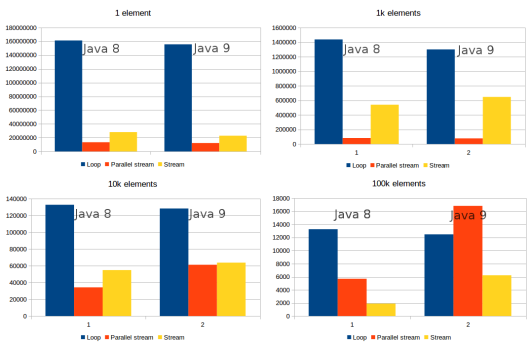 1 element
180000000
160000000
140000000
120000000
100000000
80000000
60000000
40000000
20000000
0
Java 8
Java 9
Loop Parallel stream Stream
1k elements
1600000
1400000
1200000
1000000
800000
600000
400000
200000
0
Java 8
Java 9
1 2
Loop Parallel stream Stream
10k elements
140000
120000
100000
80000
60000
40000
20000
0
Java 8
Java 9
1 2
Loop Parallel stream Stream
100k elements
18000
16000
14000
12000
10000
8000
6000
4000
2000
0
Java 8
Java 9
1 2
Loop Parallel stream Stream